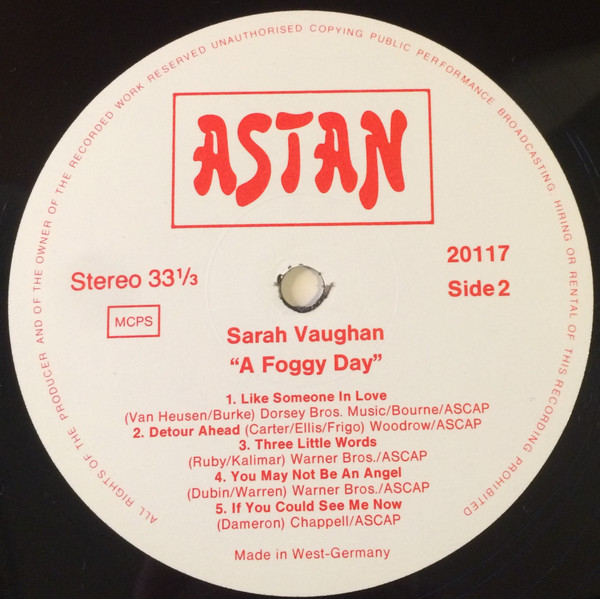 ALL RIGHTS OF THE PRODUCER AND OF THE OWNER OF THE RECORDED WORK RESERVED UNAUTHORISED COPYING PUBLIC PERFORMANCE BROADCASTING HIRING OR RENTAL OF THIS RECORDING PROHIBITED
ASTAN
Stereo 33 1/3
20117
MCPS
Side 2
Sarah Vaughan
"A Foggy Day"
1. Like Someone In Love
(Van Heusen/Burke) Dorsey Bros. Music/Bourne/ASCAP
2. Detour Ahead (Carter/Ellis/Frigo) Woodrow/ASCAP
3. Three Little Words
(Ruby/Kalimar) Warner Bros./ASCAP
4. You May Not Be An Angel
(Dubin/Warren) Warner Bros./ASCAP
5. If You Could See Me Now
(Dameron) Chappell/ASCAP
Made in West-Germany